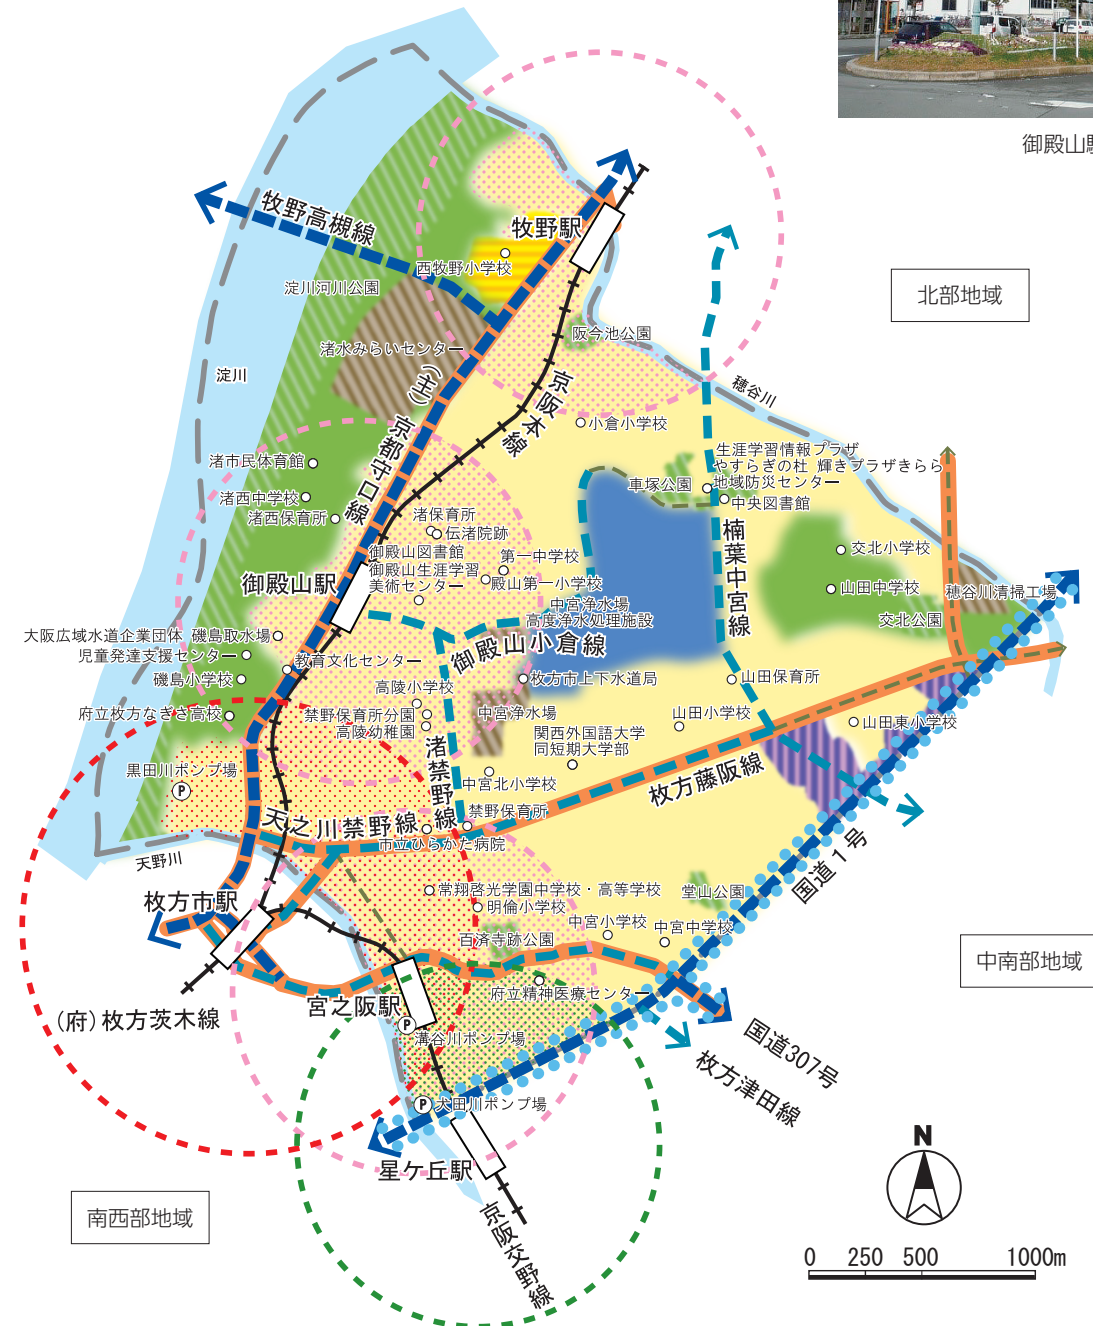 御殿山駅
牧野高槻線
牧野駅
西牧野小学校
淀川河川公園
北部地域
渚水みらいセンター
阪今池公園
淀川
(主)京都守口線
京阪本線
穂谷川
小倉小学校
渚市民体育館
生涯学習情報プラザ
やすらぎの杜 輝きプラザきらら
地域防災センター
車塚公園
中央図書館
渚西中学校
渚西保育所
渚保育所
伝渚院跡
御殿山図書館
御殿山生涯学習
美術センター
第一中学校
殿山第一小学校
楠葉中宮線
交北小学校
山田中学校
穂谷川清掃工場
交北公園
御殿山駅
中宮浄水場
高度浄水処理施設
大阪広域水道企業団体 磯島取水場
児童発達支援センター
磯島小学校
教育文化センター
御殿山小倉線
枚方市上下水道局
山田保育所
高陵小学校
府立枚方なぎさ高校
禁野保育所分園
高陵幼稚園
中宮浄水場
山田小学校
山田東小学校
関西外国語大学
同短期大学部
渚禁野線
黒田川ポンプ場
P
中宮北小学校
枚方藤阪線
天之川禁野線
禁野保育所
市立ひらかた病院
天野川
国道1号
枚方市駅
常翔啓光学園中学校・高等学校
堂山公園
明倫小学校
中宮小学校
中宮中学校
百済寺跡公園
中南部地域
府立精神医療センター
宮之阪駅
(府)枚方茨木線
P
溝谷川ポンプ場
国道307号
枚方津田線
P
犬田川ポンプ場
星ケ丘駅
南西部地域
京阪交野線
N
0 250 500 1000m